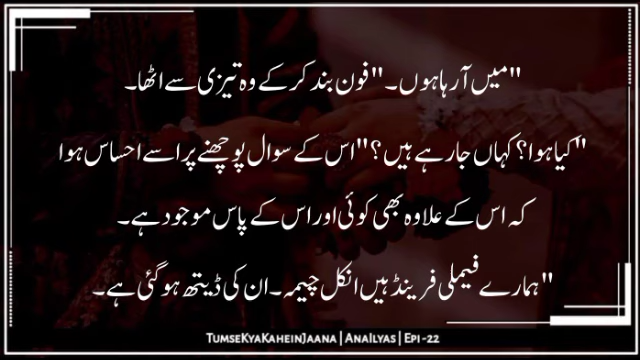 "میں آرہا ہوں۔" فون بند کر کے وہ تیزی سے اٹھا۔
"کیا ہوا؟ کہاں جارہے ہیں؟" اس کے سوال پوچھنے پر اسے احساس ہوا
کہ اس کے علاوہ بھی کوئی اور اس کے پاس موجود ہے۔
"ہمارے فیملی فرینڈ ہیں انکل چیمہ۔ ان کی ڈیتھ ہو گئی ہے۔
TumseKyaKaheinJaana | AnaIlyas | Epi -22